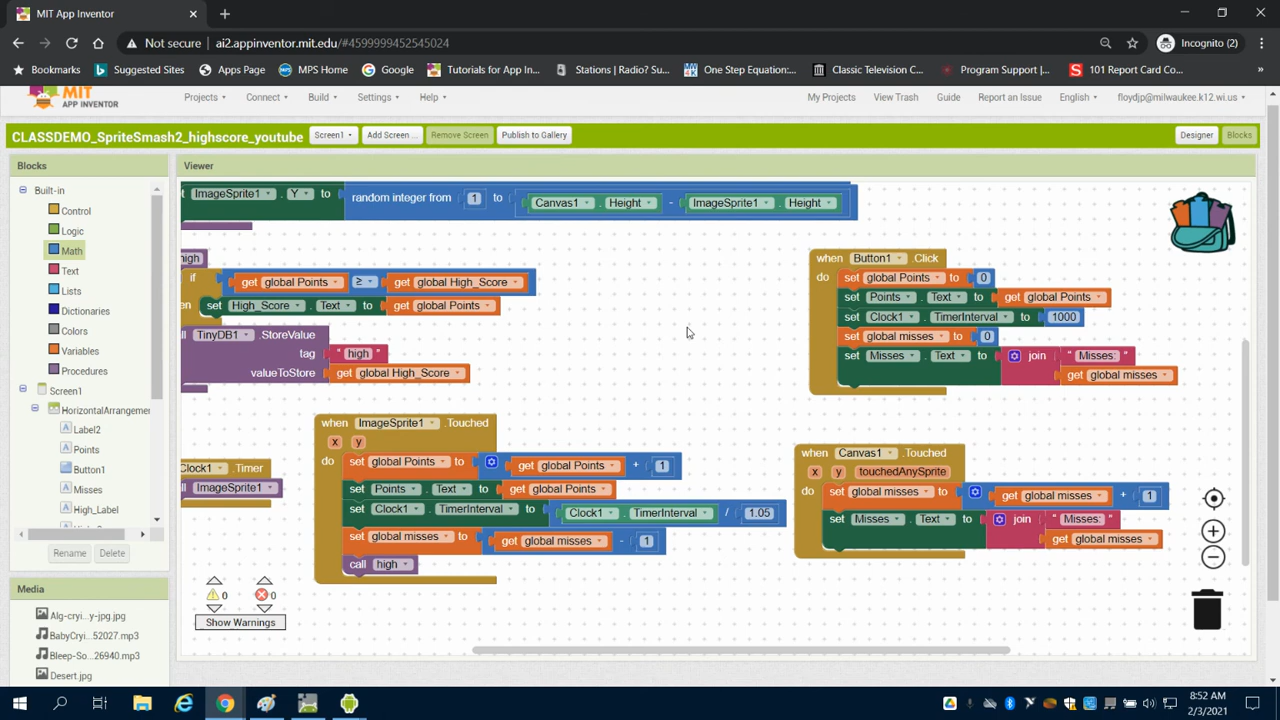 MIT App Inventor
Not secure ai2.appinventor.mit.edu/#4599999452545024 Incognito (2)
Bookmarks Suggested Sites Apps Page MPS Home Google Tutorials for App In... Stations | Radio? Su... One Step Equation:... Classic Television C... Program Support |... 101 Report Card Co... »
MIT APP INVENTOR Projects Connect Build Settings Help My Projects View Trash Guide Report an Issue English floydjp@milwaukee.k12.wi.us
CLASSDEMO_SpriteSmash2_highscore_youtube Screen1 Add Screen ... Remove Screen Publish to Gallery Designer Blocks
Blocks Viewer
Built-in
Control
Logic
Math
Text
Lists
Dictionaries
Colors
Variables
Procedures
Screen1
HorizontalArrangeme
Label2
Points
Button1
Misses
High_Label
Rename Delete
Media
Alg-cryi...y-jpg.jpg
BabyCryi...52027.mp3
Bleep-So...26940.mp3
Desert.jpg
ImageSprite1 . Y to random integer from 1 to Canvas1 . Height - ImageSprite1 . Height
high
if get global Points ≥ get global High_Score
en set High_Score . Text to get global Points
TinyDB1 .StoreValue
tag " high "
valueToStore get global High_Score
Clock1 .Timer
ImageSprite1
when ImageSprite1 .Touched
x y
do set global Points to get global Points + 1
set Points . Text to get global Points
set Clock1 . TimerInterval to Clock1 . TimerInterval / 1.05
set global misses to get global misses - 1
call high
when Button1 .Click
do set global Points to 0
set Points . Text to get global Points
set Clock1 . TimerInterval to 1000
set global misses to 0
set Misses . Text to join " Misses: "
get global misses
when Canvas1 .Touched
x y touchedAnySprite
do set global misses to get global misses + 1
set Misses . Text to join " Misses: "
get global misses
0 0
Show Warnings
8:52 AM
2/3/2021